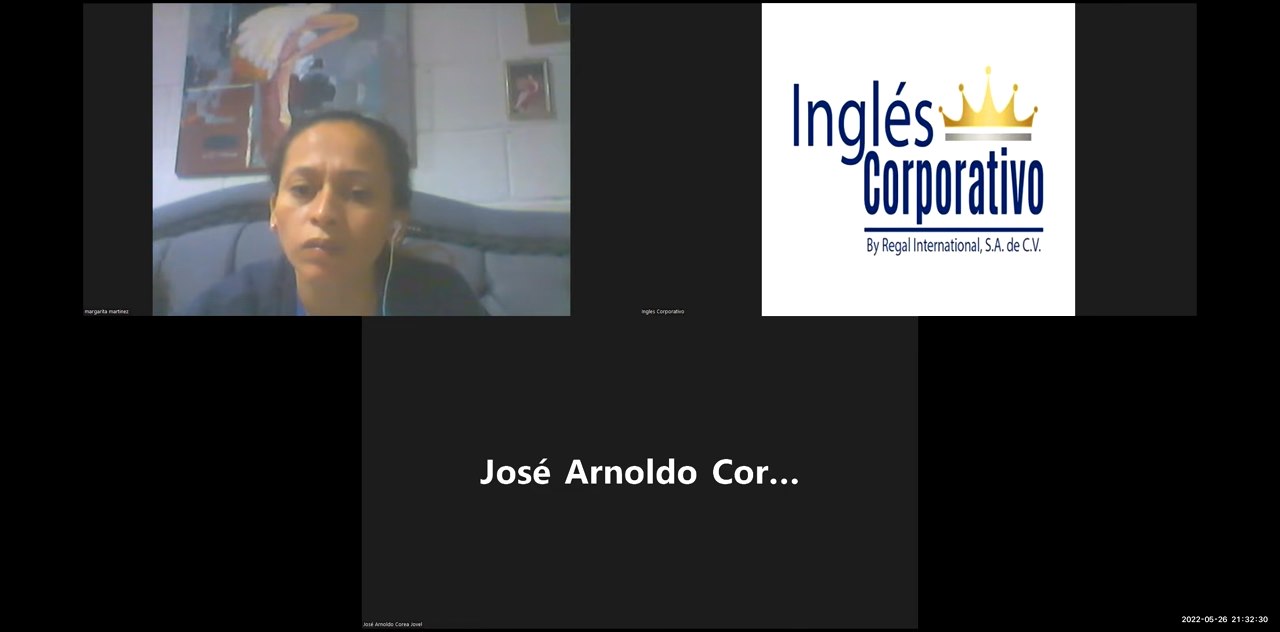 Inglés
Corporativo
By Regal International, S.A. de C.V.
margarita martinez
Ingles Corporativo
José Arnoldo Cor...
José Arnoldo Corea Jovel
2022-05-26 21:32:30